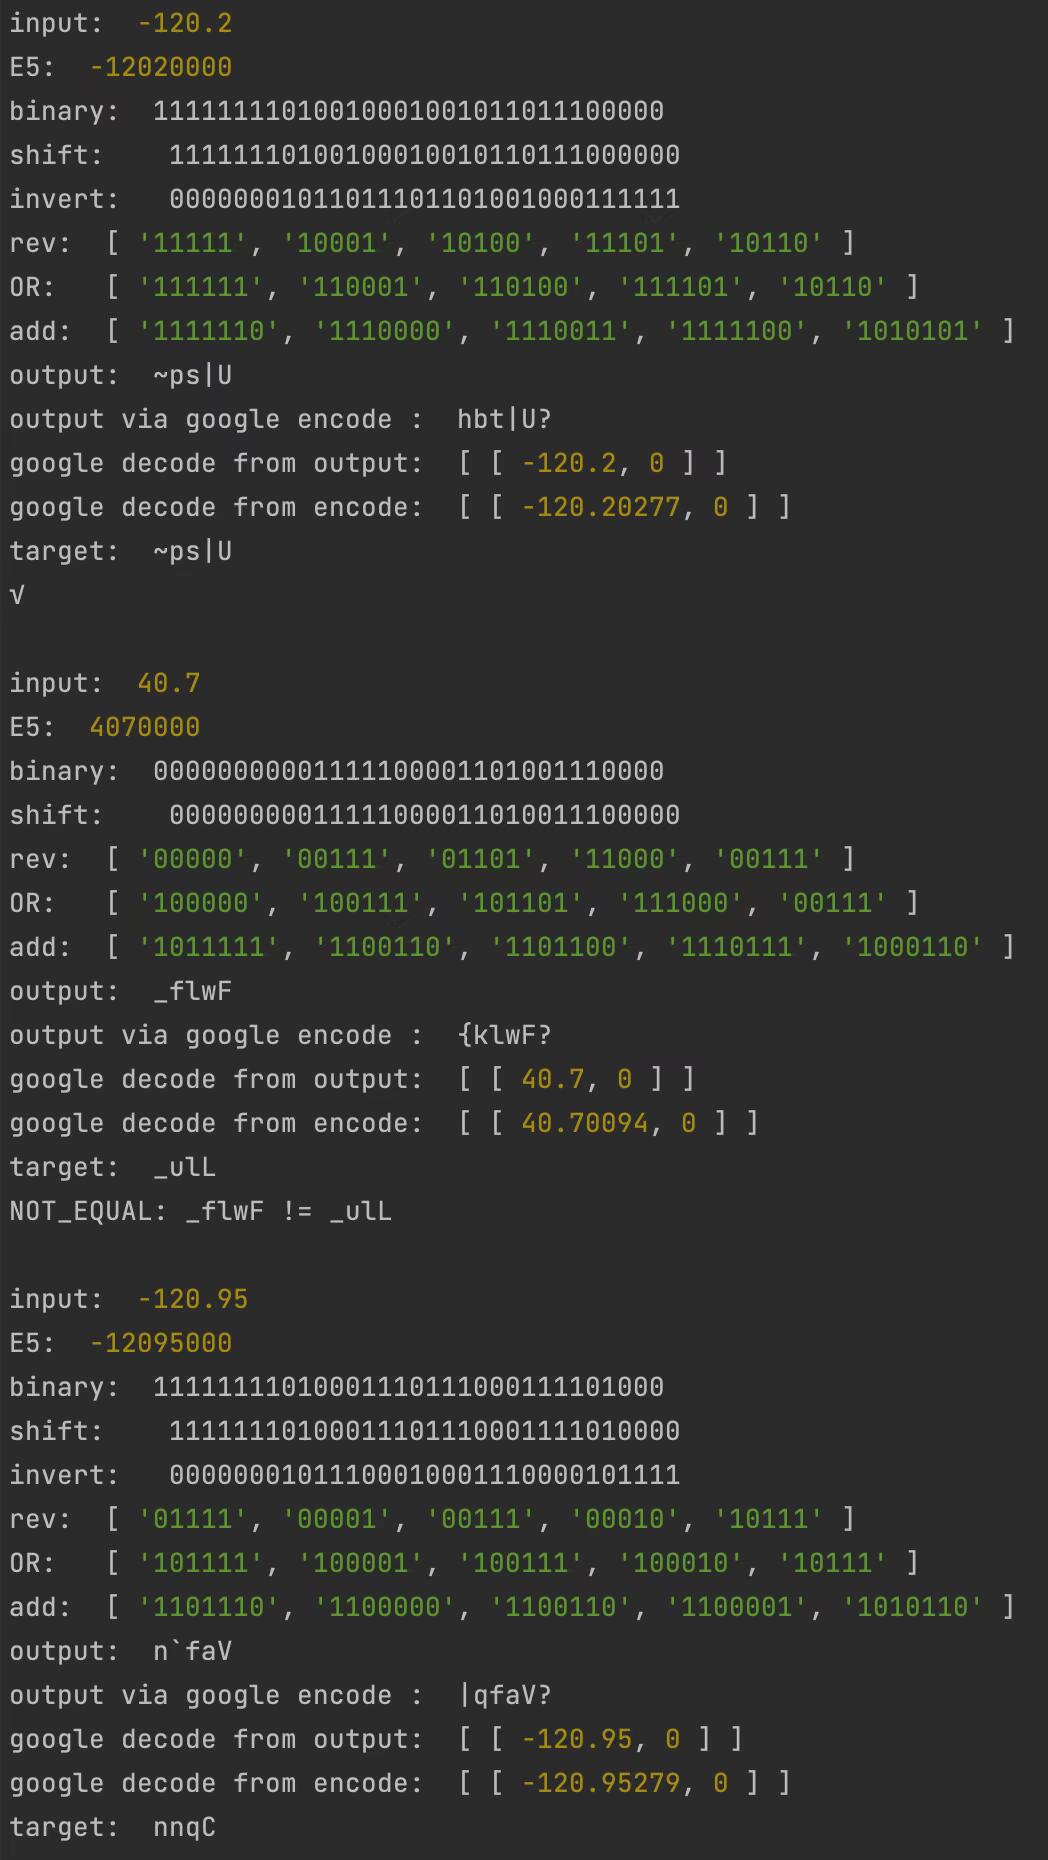 input:  -120.2
E5:  -12020000
binary:  11111111010010001001011011100000
shift:    11111110100100010010110111000000
invert:   00000001011011101101001000111111
rev:  [ '11111', '10001', '10100', '11101', '10110' ]
OR:   [ '111111', '110001', '110100', '111101', '10110' ]
add:  [ '1111110', '1110000', '1110011', '1111100', '1010101' ]
output:  ~ps|U
output via google encode :  hbt|U?
google decode from output:  [ [ -120.2, 0 ] ]
google decode from encode:  [ [ -120.20277, 0 ] ]
target:  ~ps|U
√
input:  40.7
E5:  4070000
binary:  00000000001111100001101001110000
shift:    00000000011111000011010011100000
rev:  [ '00000', '00111', '01101', '11000', '00111' ]
OR:   [ '100000', '100111', '101101', '111000', '00111' ]
add:  [ '1011111', '1100110', '1101100', '1110111', '1000110' ]
output:  _flwF
output via google encode :  {klwF?
google decode from output:  [ [ 40.7, 0 ] ]
google decode from encode:  [ [ 40.70094, 0 ] ]
target:  _ulL
NOT_EQUAL: _flwF != _ulL
input:  -120.95
E5:  -12095000
binary:  11111111010001110111000111101000
shift:    11111110100011101110001111010000
invert:   00000001011100010001110000101111
rev:  [ '01111', '00001', '00111', '00010', '10111' ]
OR:   [ '101111', '100001', '100111', '100010', '10111' ]
add:  [ '1101110', '1100000', '1100110', '1100001', '1010110' ]
output:  n`faV
output via google encode :  |qfaV?
google decode from output:  [ [ -120.95, 0 ] ]
google decode from encode:  [ [ -120.95279, 0 ] ]
target:  nnqC